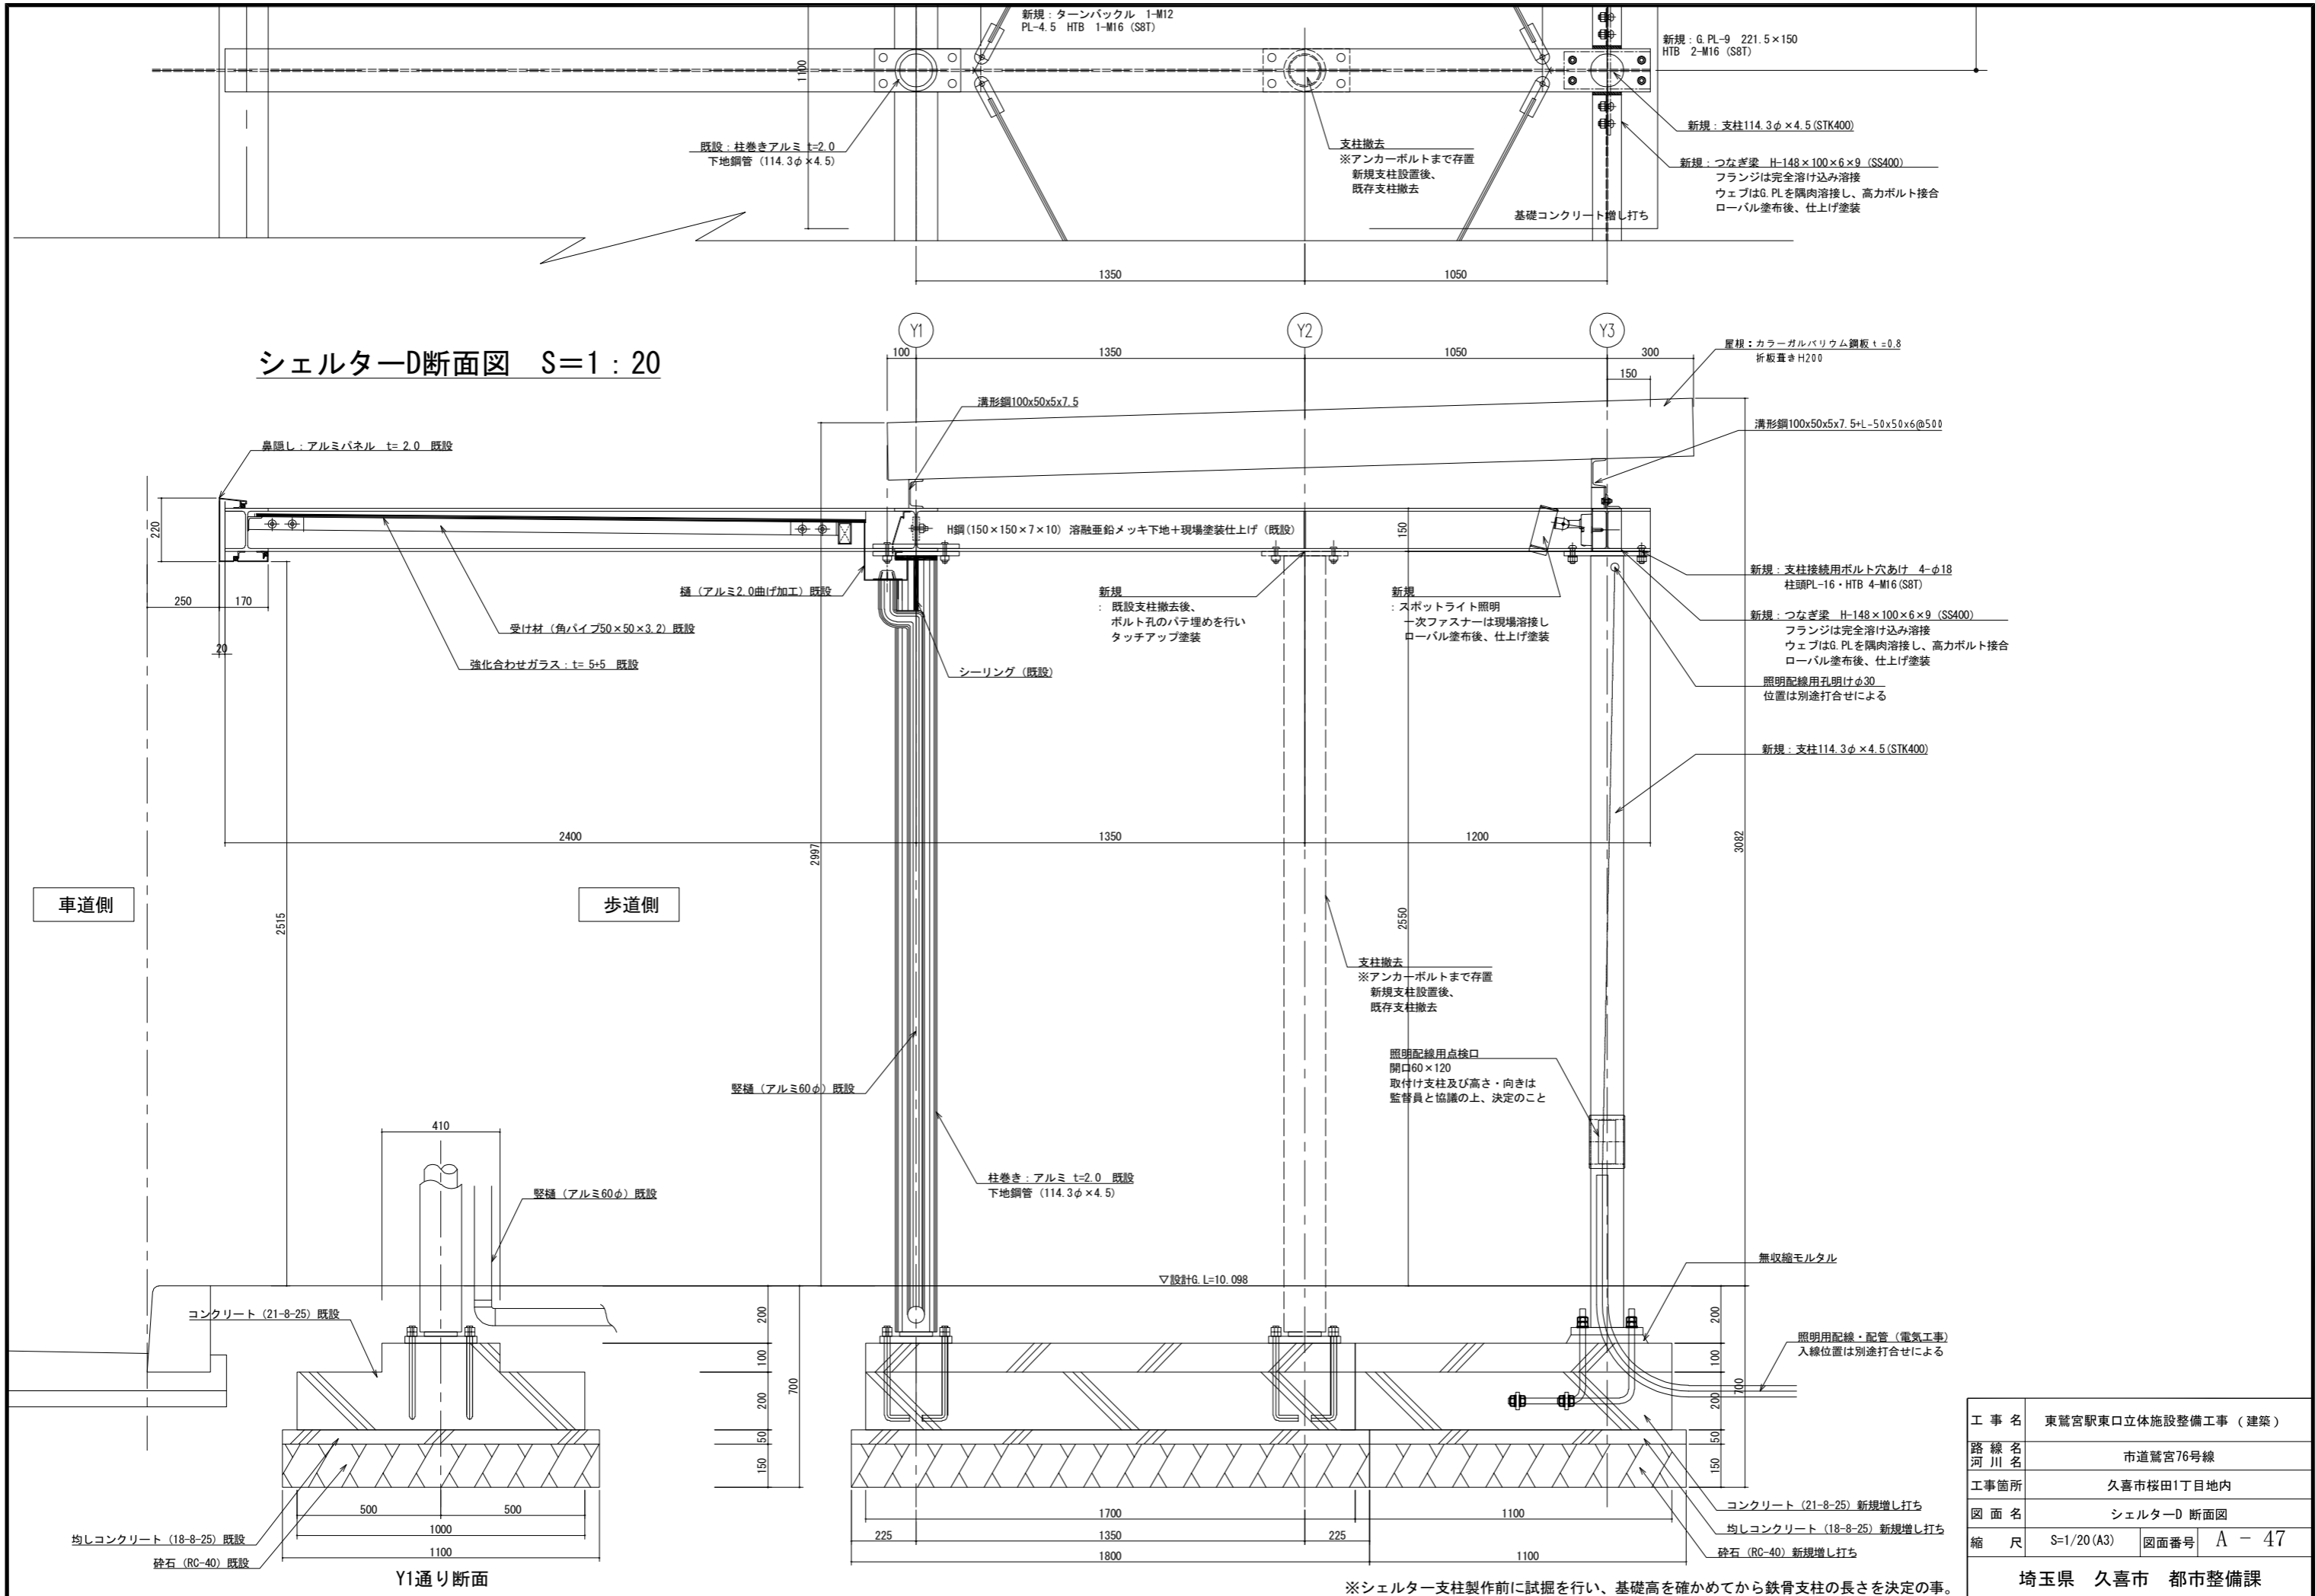 新規：ターンバックル 1-M12
PL-4.5 HTB 1-M16 (S8T)
新規：G.PL-9 221.5×150
HTB 2-M16 (S8T)
1100
既設：柱巻きアルミ t=2.0
下地鋼管（114.3φ×4.5）
支柱撤去
※アンカーボルトまで存置
新規支柱設置後、
既存支柱撤去
新規：支柱114.3φ×4.5(STK400)
新規：つなぎ梁 H-148×100×6×9 (SS400)
フランジは完全溶け込み溶接
ウェブはG.PLを隅肉溶接し、高力ボルト接合
ローバル塗布後、仕上げ塗装
基礎コンクリート増し打ち
1350
1050
Y1
Y2
Y3
シェルターD断面図 S=1：20
100
1350
1050
300
150
屋根：カラーガルバリウム鋼板 t=0.8
折板葺きH200
溝形鋼100x50x5x7.5
溝形鋼100x50x5x7.5+L-50x50x6@500
鼻隠し：アルミパネル t= 2.0 既設
220
H鋼(150×150×7×10) 溶融亜鉛メッキ下地＋現場塗装仕上げ（既設）
150
250
170
20
樋（アルミ2.0曲げ加工）既設
受け材（角パイプ50×50×3.2）既設
強化合わせガラス：t= 5+5 既設
シーリング（既設）
新規
： 既設支柱撤去後、
ボルト孔のパテ埋めを行い
タッチアップ塗装
新規
：スポットライト照明
一次ファスナーは現場溶接し
ローバル塗布後、仕上げ塗装
新規：支柱接続用ボルト穴あけ 4-φ18
柱頭PL-16・HTB 4-M16(S8T)
新規：つなぎ梁 H-148×100×6×9 (SS400)
フランジは完全溶け込み溶接
ウェブはG.PLを隅肉溶接し、高力ボルト接合
ローバル塗布後、仕上げ塗装
照明配線用孔明けφ30
位置は別途打合せによる
新規：支柱114.3φ×4.5(STK400)
2400
1350
1200
2997
3082
2515
2550
車道側
歩道側
支柱撤去
※アンカーボルトまで存置
新規支柱設置後、
既存支柱撤去
照明配線用点検口
開口60×120
取付け支柱及び高さ・向きは
監督員と協議の上、決定のこと
竪樋（アルミ60φ）既設
410
竪樋（アルミ60φ）既設
柱巻き：アルミ t=2.0 既設
下地鋼管（114.3φ×4.5）
無収縮モルタル
▽設計G.L=10.098
コンクリート（21-8-25）既設
200
100
200
50
150
700
200
100
200
50
150
700
照明用配線・配管（電気工事）
入線位置は別途打合せによる
500
500
1000
1100
均しコンクリート（18-8-25）既設
砕石（RC-40）既設
Y1通り断面
1700
1100
225
1350
225
1800
1100
コンクリート（21-8-25）新規増し打ち
均しコンクリート（18-8-25）新規増し打ち
砕石（RC-40）新規増し打ち
※シェルター支柱製作前に試掘を行い、基礎高を確かめてから鉄骨支柱の長さを決定の事。
工事名 東鷲宮駅東口立体施設整備工事（建築）
路線名
河川名 市道鷲宮76号線
工事箇所 久喜市桜田1丁目地内
図面名 シェルターD 断面図
縮尺 S=1/20(A3) 図面番号 A － 47
埼玉県 久喜市 都市整備課